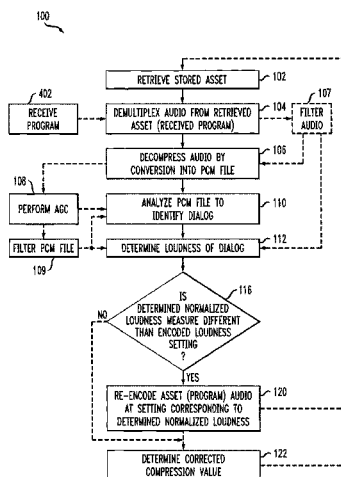 100
RETRIEVE STORED ASSET
102
402
RECEIVE
PROGRAM
DEMULTIPLEX AUDIO FROM RETRIEVED
ASSET (RECEIVED PROGRAM)
104
107
FILTER
AUDIO
DECOMPRESS AUDIO BY
CONVERSION INTO PCM FILE
106
108
PERFORM AGC
ANALYZE PCM FILE TO
IDENTIFY DIALOG
110
FILTER PCM FILE
109
DETERMINE LOUDNESS OF DIALOG
112
116
IS
DETERMINED NORMALIZED
LOUDNESS MEASURE DIFFERENT
THAN ENCODED LOUDNESS
SETTING
?
NO
YES
RE-ENCODE ASSET (PROGRAM) AUDIO
AT SETTING CORRESPONDING TO
DETERMINED NORMALIZED LOUDNESS
120
DETERMINE CORRECTED
COMPRESSION VALUE
122